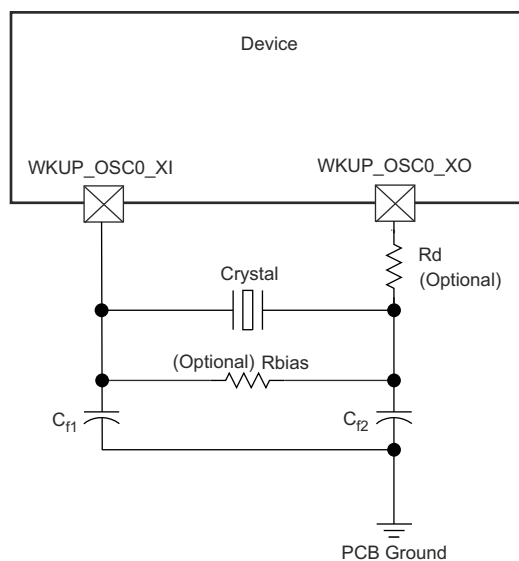 Device
WKUP_OSC0_XI
WKUP_OSC0_XO
Rd
(Optional)
Crystal
(Optional) Rbias
Cf1
Cf2
PCB Ground